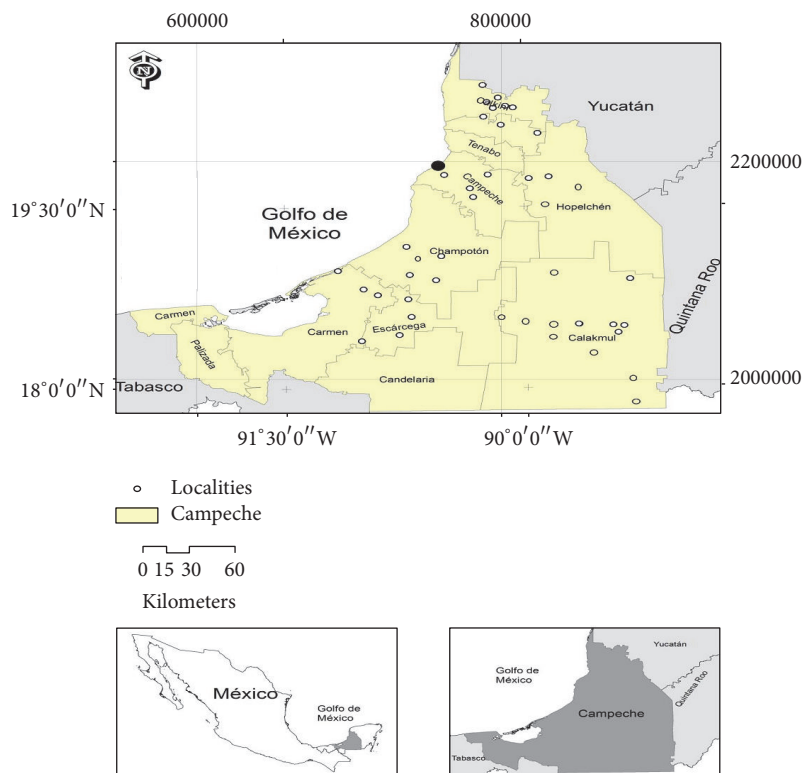 600000
800000
N
Yucatán
Calkiní
Tenabo
2200000
Campeche
19°30′0″N
Hopelchén
Golfo de
México
Champotón
Quintana Roo
Carmen
Carmen
Escárcega
Calakmul
Palizada
Candelaria
2000000
18°0′0″N
Tabasco
91°30′0″W
90°0′0″W
Localities
Campeche
0 15 30 60
Kilometers
México
Golfo de
México
Yucatán
Golfo de
México
Quintana Roo
Campeche
Tabasco